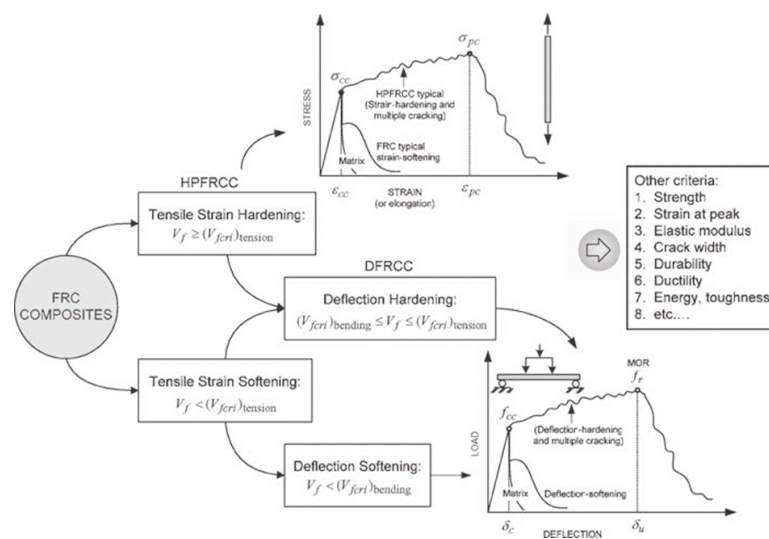 σcc
σpc
HPFRCC typical
(Strain-hardening and
multiple cracking)
FRC typical
strain-softening
Matrix
STRESS
εcc
STRAIN
(or elongation)
εpc
HPFRCC
Tensile Strain Hardening:
Vf ≥ (Vfcri)tension
FRC
COMPOSITES
DFRCC
Deflection Hardening:
(Vfcri)bending ≤ Vf ≤ (Vfcri)tension
Tensile Strain Softening:
Vf < (Vfcri)tension
Deflection Softening:
Vf < (Vfcri)bending
Other criteria:
1. Strength
2. Strain at peak
3. Elastic modulus
4. Crack width
5. Durability
6. Ductility
7. Energy, toughness
8. etc....
MOR
fr
fcc
(Deflection-hardening
and multiple cracking)
LOAD
Matrix
Deflection-softening
δc
δu
DEFLECTION